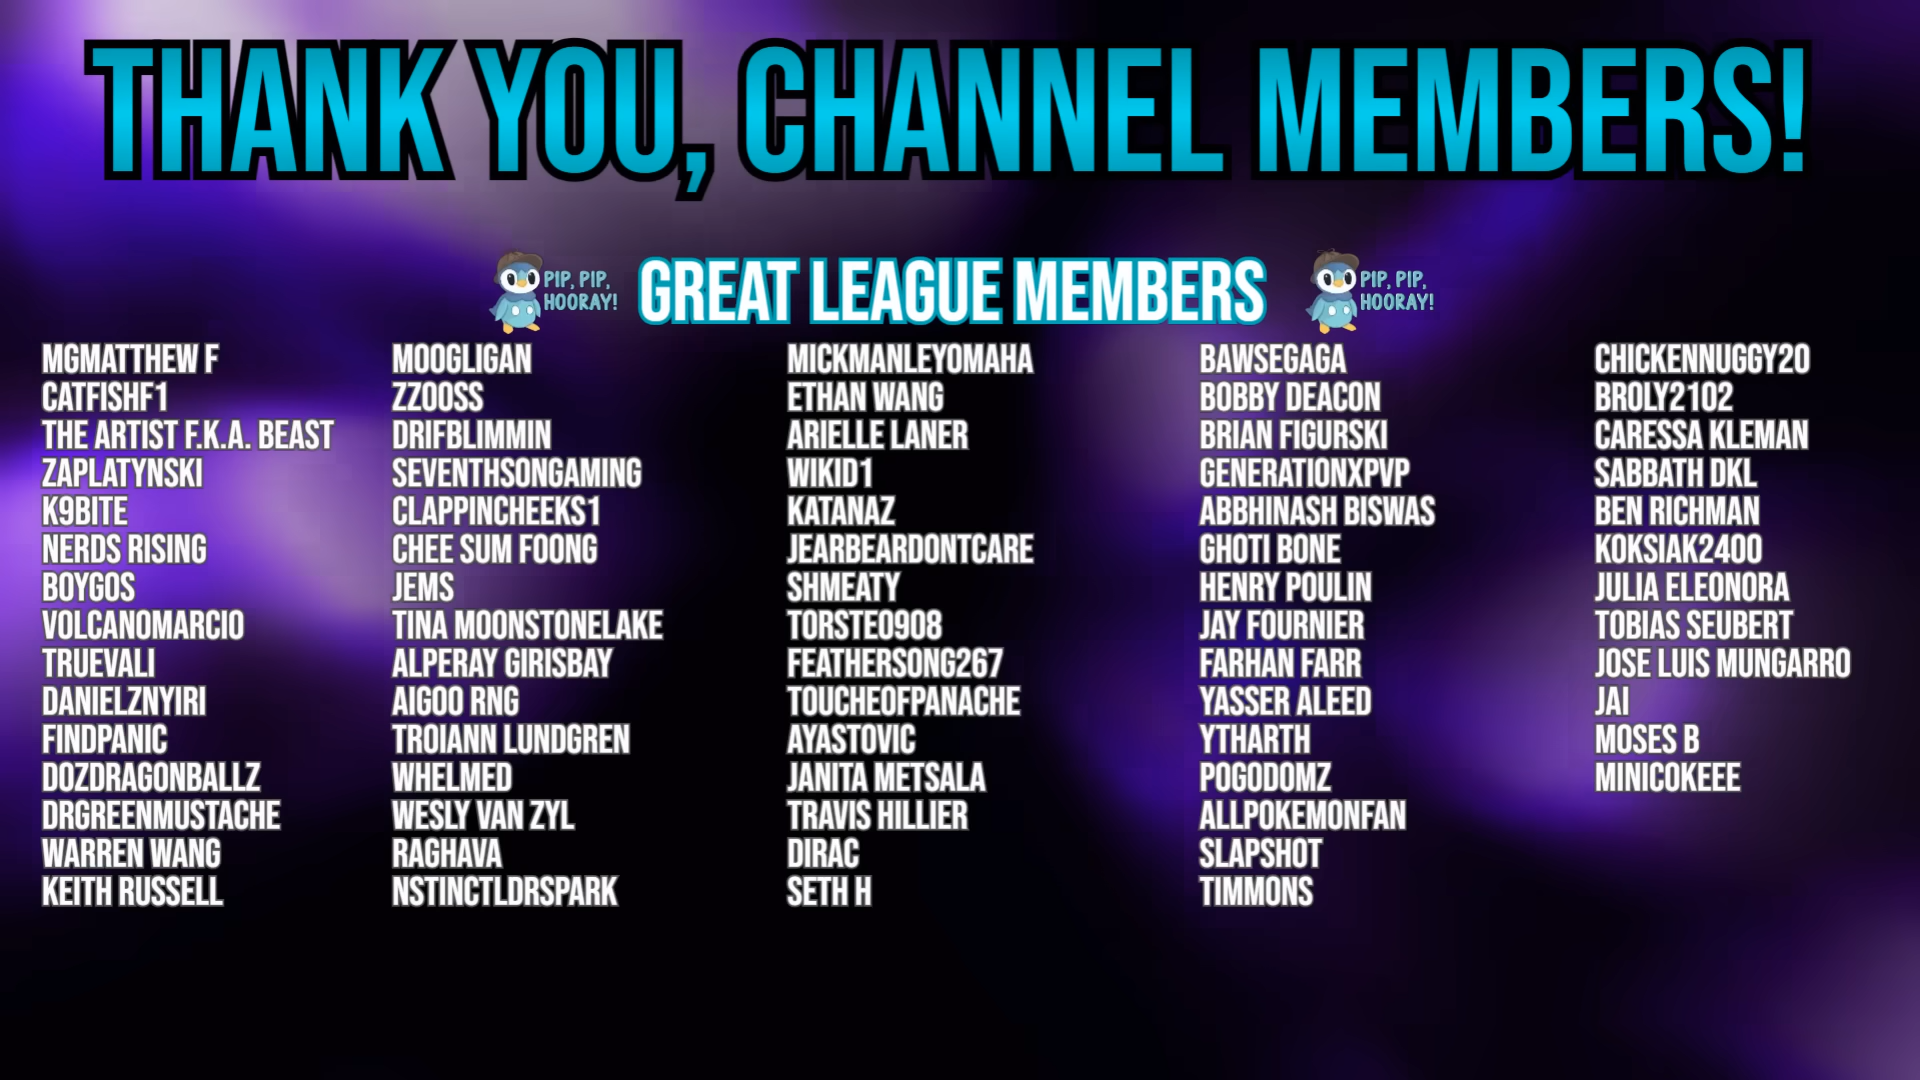 THANK YOU, CHANNEL MEMBERS!
PIP, PIP,
HOORAY!
GREAT LEAGUE MEMBERS
PIP, PIP,
HOORAY!
MGMATTHEW F
CATFISHF1
THE ARTIST F.K.A. BEAST
ZAPLATYNSKI
K9BITE
NERDS RISING
BOYGOS
VOLCANOMARCIO
TRUEVALI
DANIELZNYIRI
FINDPANIC
DOZDRAGONBALLZ
DRGREENMUSTACHE
WARREN WANG
KEITH RUSSELL
MOOGLIGAN
ZZOOSS
DRIFBLIMMIN
SEVENTHSONGAMING
CLAPPINCHEEKS1
CHEE SUM FOONG
JEMS
TINA MOONSTONELAKE
ALPERAY GIRISBAY
AIGOO RNG
TROIANN LUNDGREN
WHELMED
WESLY VAN ZYL
RAGHAVA
NSTINCTLDRSPARK
MICKMANLEYOMAHA
ETHAN WANG
ARIELLE LANER
WIKID1
KATANAZ
JEARBEARDONTCARE
SHMEATY
TORSTE0908
FEATHERSONG267
TOUCHEOFPANACHE
AYASTOVIC
JANITA METSALA
TRAVIS HILLIER
DIRAC
SETH H
BAWSEGAGA
BOBBY DEACON
BRIAN FIGURSKI
GENERATIONXPVP
ABBHINASH BISWAS
GHOTI BONE
HENRY POULIN
JAY FOURNIER
FARHAN FARR
YASSER ALEED
YTHARTH
POGODOMZ
ALLPOKEMONFAN
SLAPSHOT
TIMMONS
CHICKENNUGGY20
BROLY2102
CARESSA KLEMAN
SABBATH DKL
BEN RICHMAN
KOKSIAK2400
JULIA ELEONORA
TOBIAS SEUBERT
JOSE LUIS MUNGARRO
JAI
MOSES B
MINICOKEEE